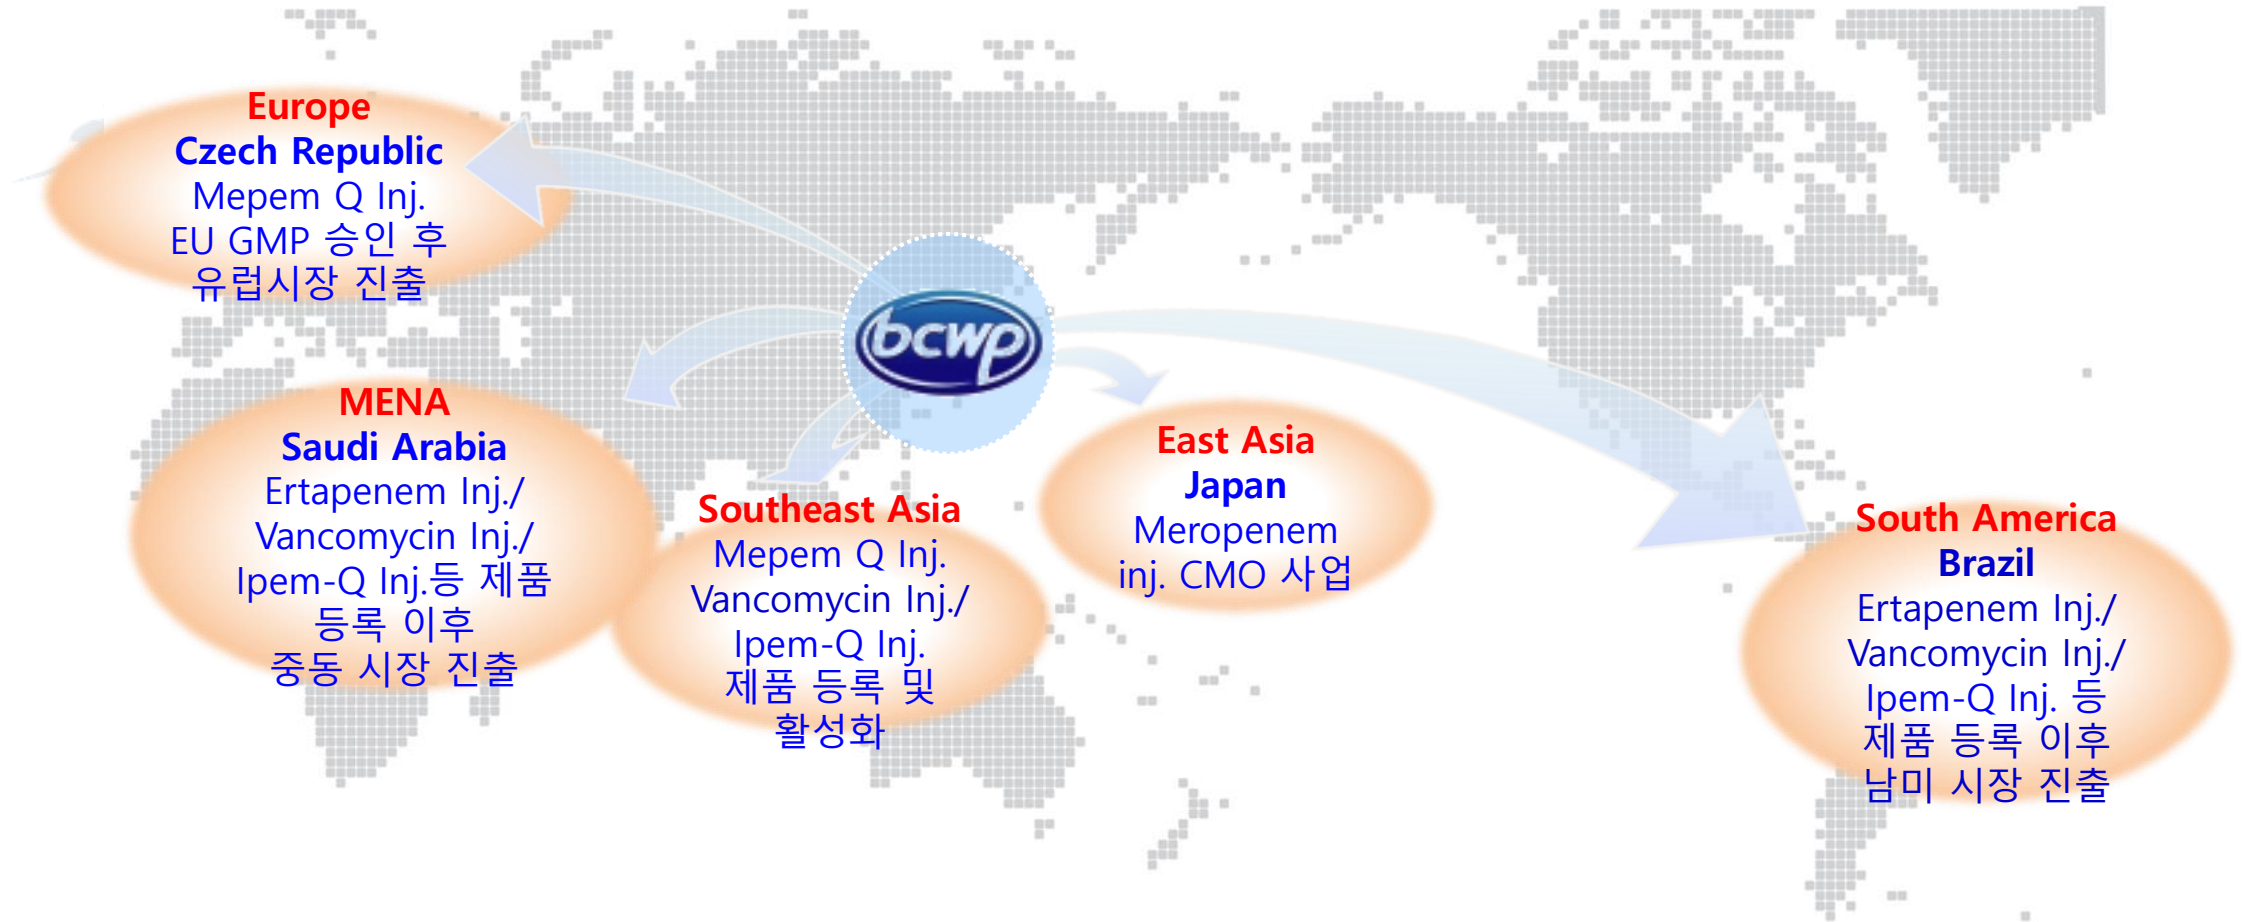 Europe
Czech Republic
Mepem Q Inj.
EU GMP 승인 후
유럽시장 진출
bcwp
MENA
Saudi Arabia
Ertapenem Inj./
Vancomycin Inj./
Ipem-Q Inj.등 제품
등록 이후
중동 시장 진출
Southeast Asia
Mepem Q Inj.
Vancomycin Inj./
Ipem-Q Inj.
제품 등록 및
활성화
East Asia
Japan
Meropenem
inj. CMO 사업
South America
Brazil
Ertapenem Inj./
Vancomycin Inj./
Ipem-Q Inj. 등
제품 등록 이후
남미 시장 진출